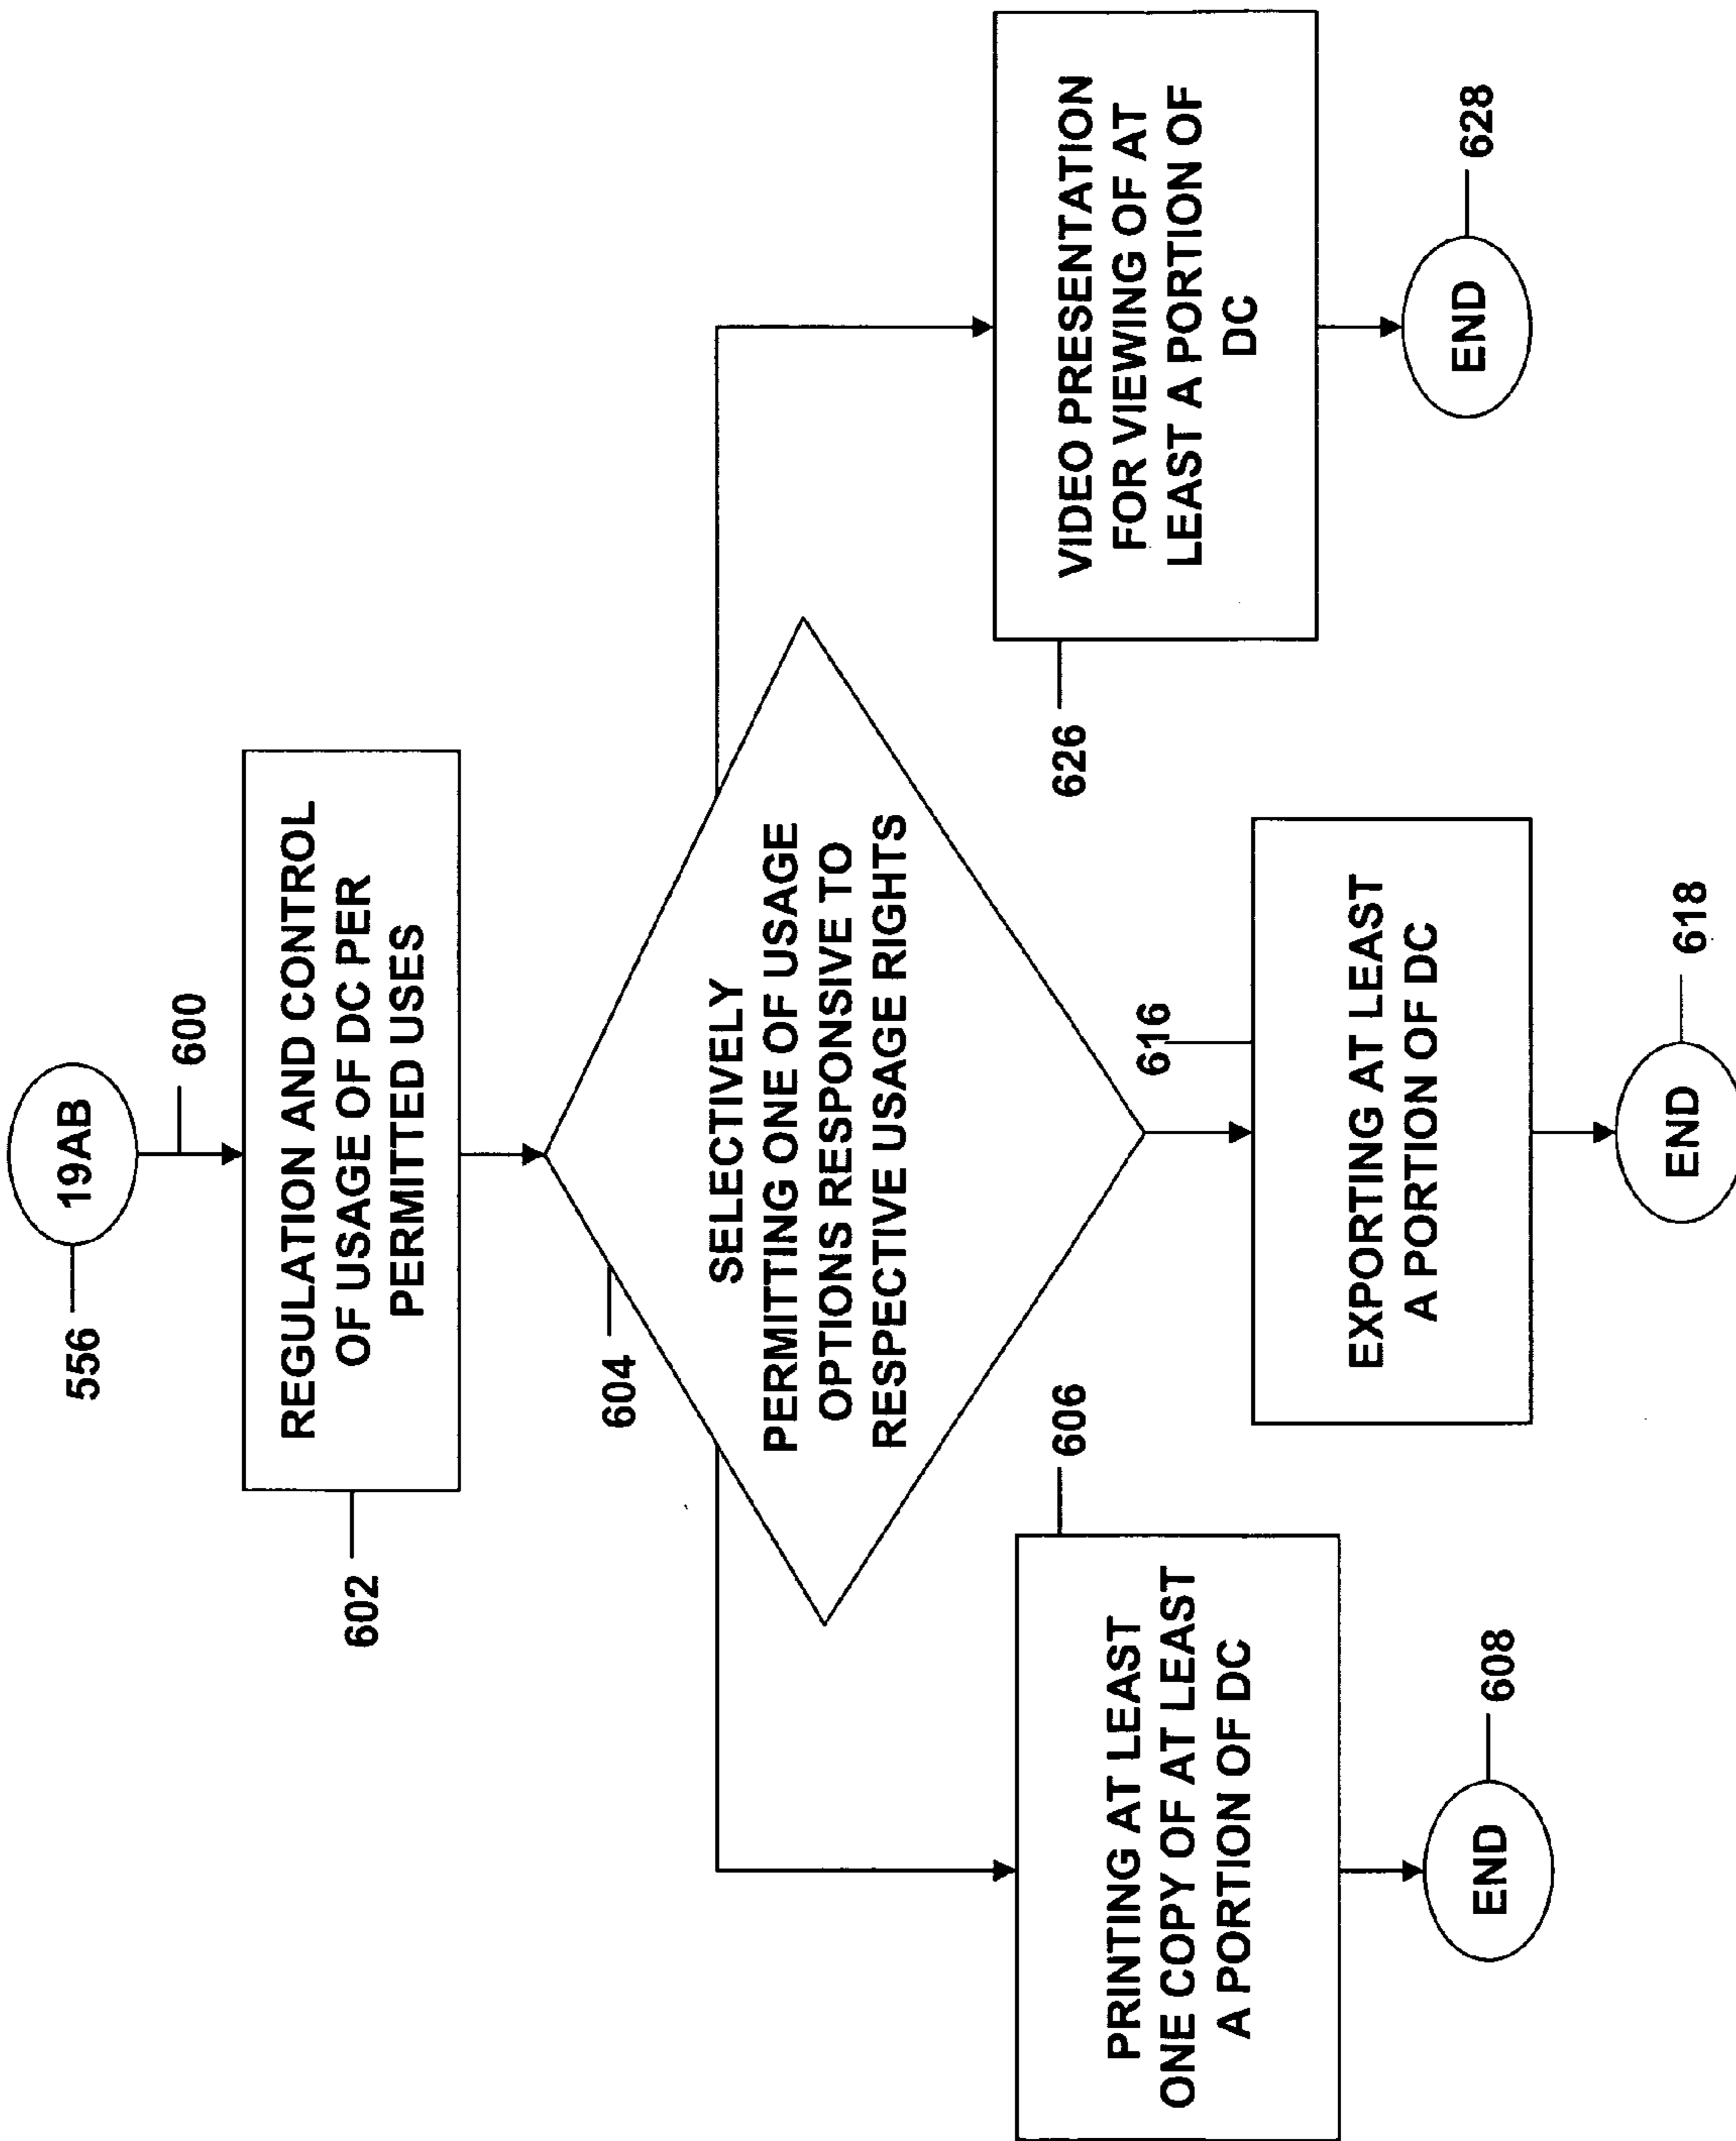 19AB
556
600
REGULATION AND CONTROL
OF USAGE OF DC PER
PERMITTED USES
602
604
SELECTIVELY
PERMITTING ONE OF USAGE
OPTIONS RESPONSIVE TO
RESPECTIVE USAGE RIGHTS
606
PRINTING AT LEAST
ONE COPY OF AT LEAST
A PORTION OF DC
608
END
616
EXPORTING AT LEAST
A PORTION OF DC
618
END
626
VIDEO PRESENTATION
FOR VIEWING OF AT
LEAST A PORTION OF
DC
628
END